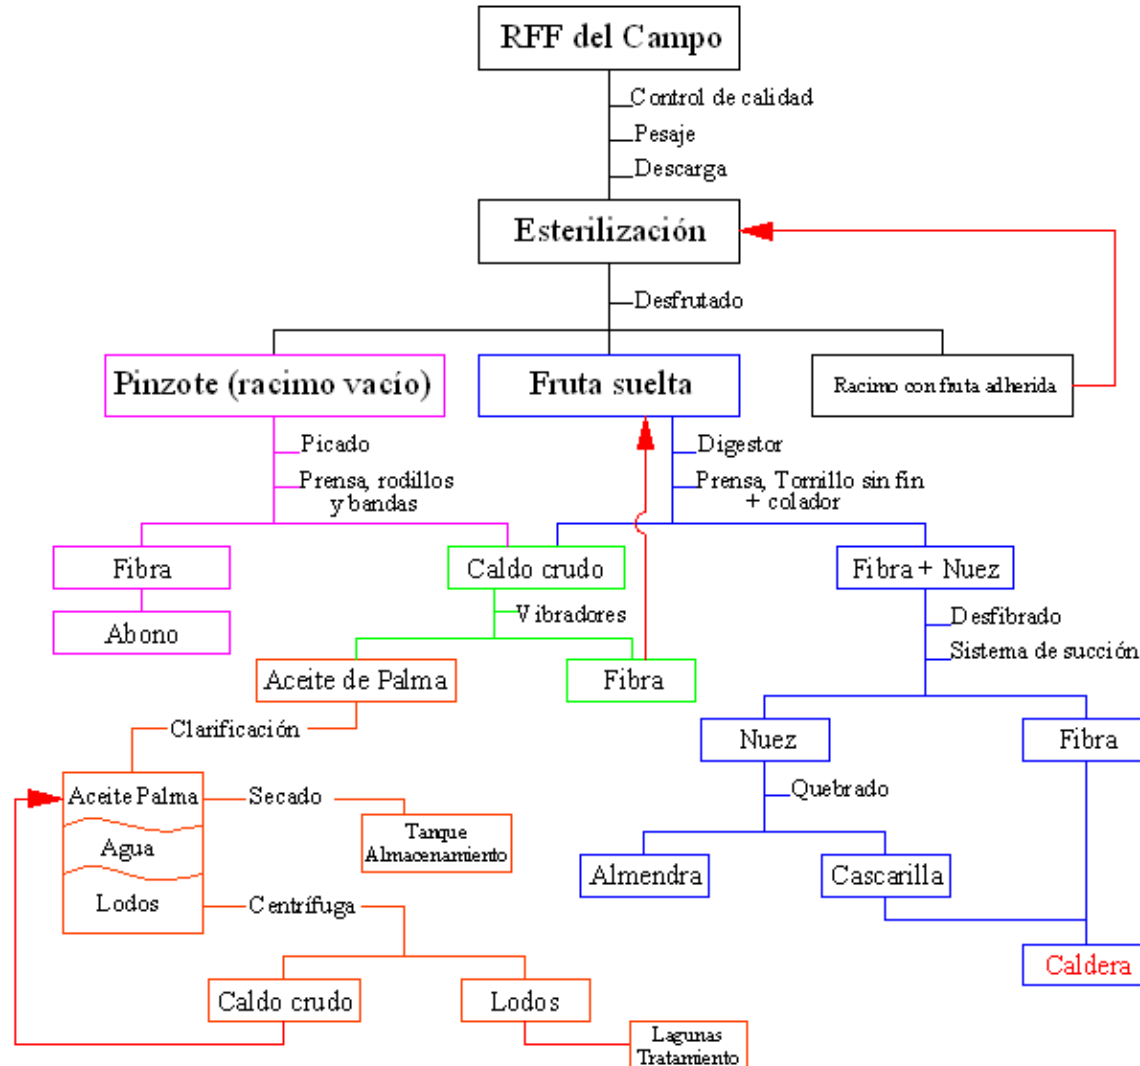 RFF del Campo
Control de calidad
Pesaje
Descarga
Esterilización
Desfrutado
Pinzote (racimo vacío)
Fruta suelta
Racimo con fruta adherida
Picado
Prensa, rodillos
y bandas
Digestor
Prensa, Tornillo sin fin
+ colador
Fibra
Caldo crudo
Fibra + Nuez
Abono
Vibradores
Desfibrado
Sistema de succión
Aceite de Palma
Fibra
Clarificación
Nuez
Fibra
Aceite Palma
Secado
Quebrado
Agua
Tanque
Almacenamiento
Almendra
Cascarilla
Lodos
Centrífuga
Caldera
Caldo crudo
Lodos
Lagunas
Tratamiento